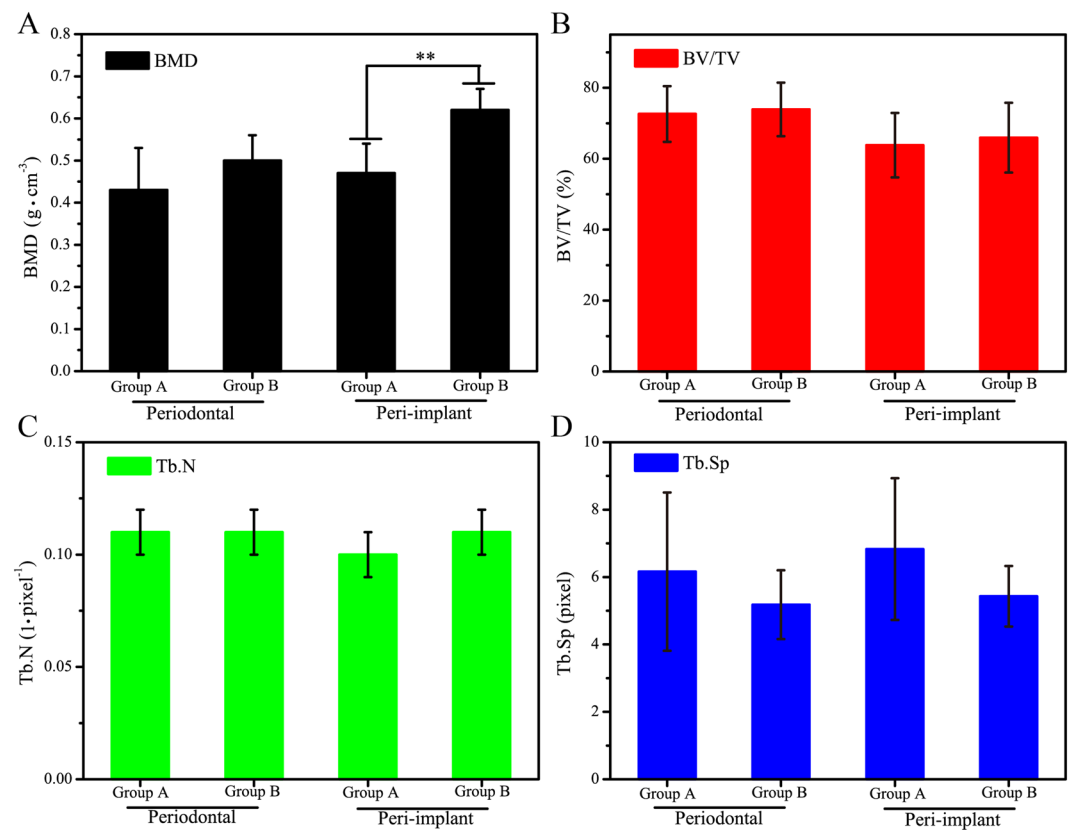 A
BMD
**
BMD (g•cm-3)
0.8
0.7
0.6
0.5
0.4
0.3
0.2
0.1
0.0
Group A
Group B
Group A
Group B
Periodontal
Peri-implant
B
BV/TV
BV/TV (%)
80
60
40
20
0
Group A
Group B
Group A
Group B
Periodontal
Peri-implant
C
Tb.N
Tb.N (1•pixel-1)
0.15
0.10
0.05
0.00
Group A
Group B
Group A
Group B
Periodontal
Peri-implant
D
Tb.Sp
Tb.Sp (pixel)
10
8
6
4
2
0
Group A
Group B
Group A
Group B
Periodontal
Peri-implant